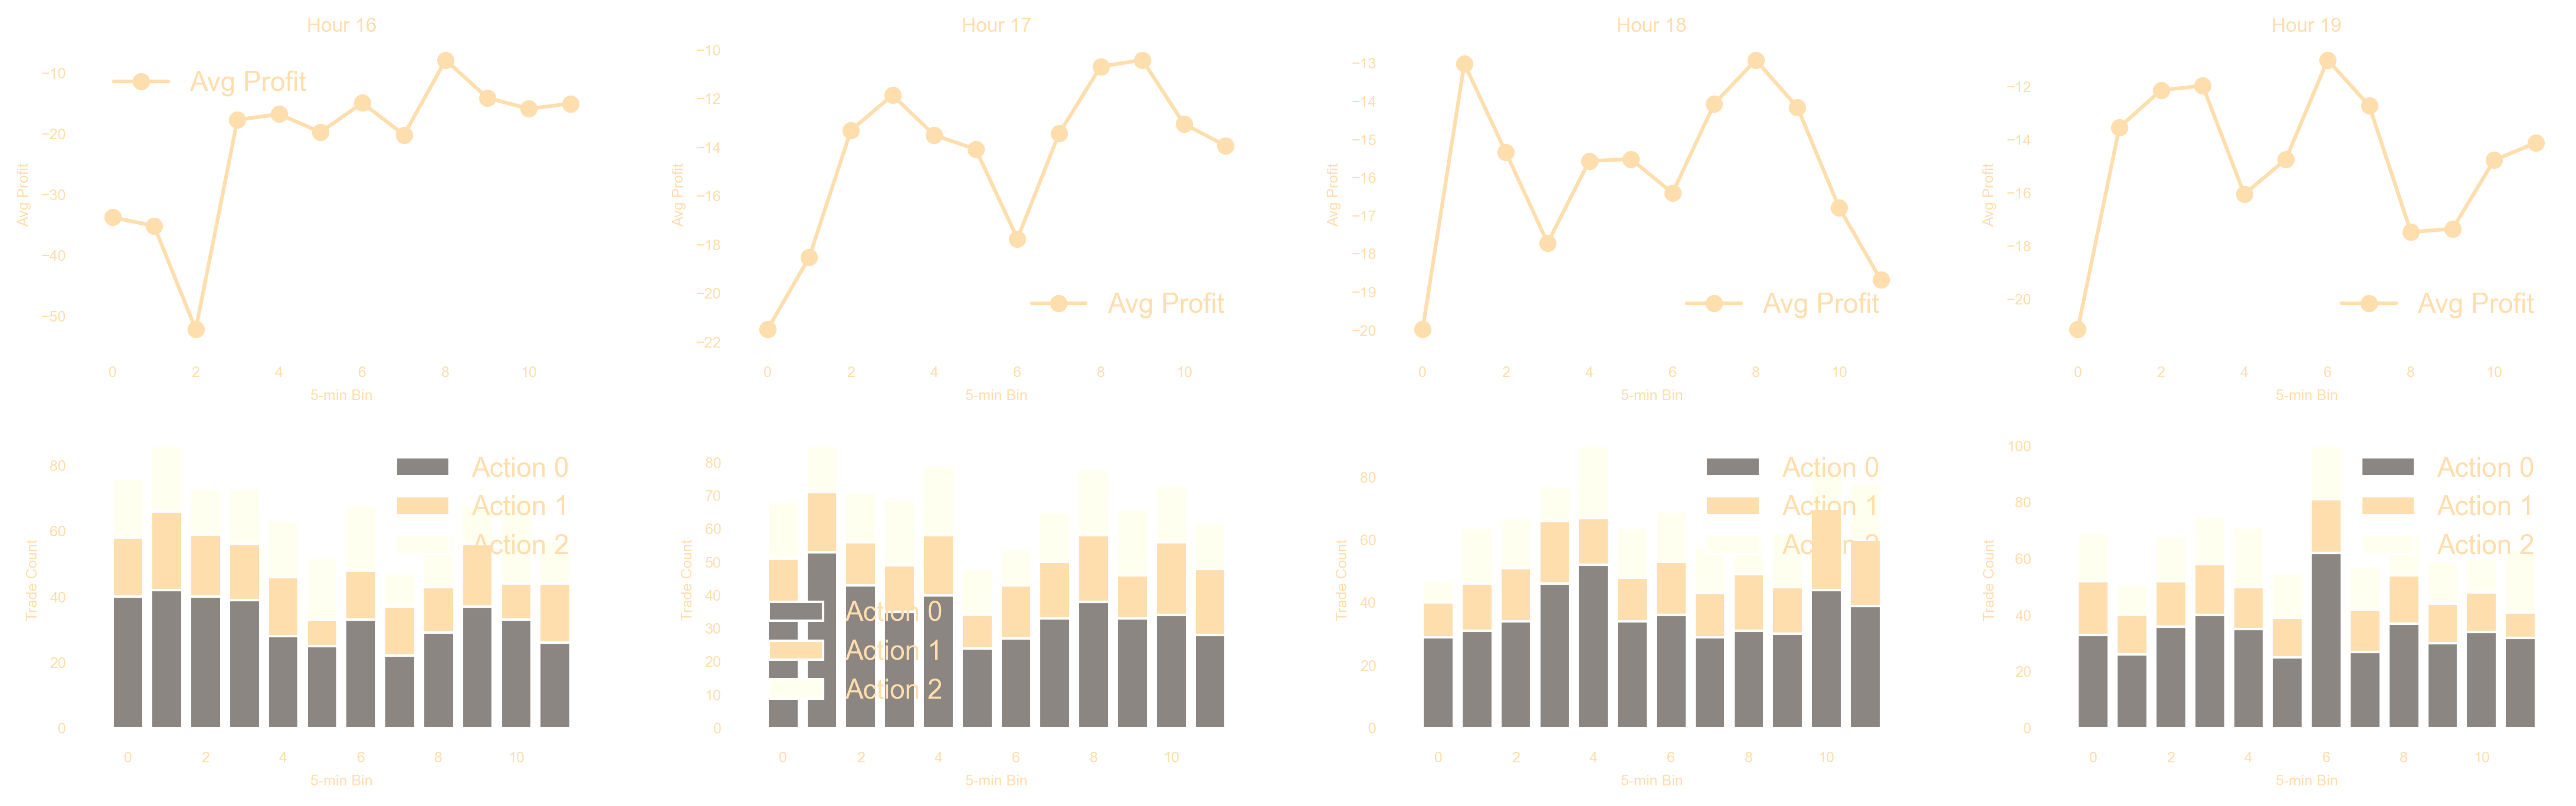 Hour 16
Avg Profit
−10
−20
−30
−40
−50
Avg Profit
0 2 4 6 8 10
5-min Bin
Hour 17
−10
−12
−14
−16
−18
−20
−22
Avg Profit
Avg Profit
0 2 4 6 8 10
5-min Bin
Hour 18
−13
−14
−15
−16
−17
−18
−19
−20
Avg Profit
Avg Profit
0 2 4 6 8 10
5-min Bin
Hour 19
−12
−14
−16
−18
−20
Avg Profit
Avg Profit
0 2 4 6 8 10
5-min Bin
80
60
40
20
0
Trade Count
Action 0
Action 1
Action 2
0 2 4 6 8 10
5-min Bin
80
70
60
50
40
30
20
10
0
Trade Count
Action 0
Action 1
Action 2
0 2 4 6 8 10
5-min Bin
80
60
40
20
0
Trade Count
Action 0
Action 1
Action 2
0 2 4 6 8 10
5-min Bin
100
80
60
40
20
0
Trade Count
Action 0
Action 1
Action 2
0 2 4 6 8 10
5-min Bin